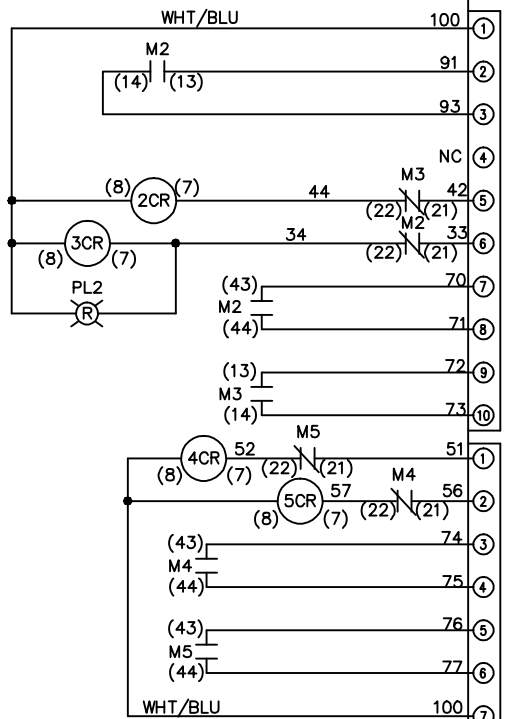 WHT/BLU 100 1
M2 91 2
(14) (13)
93 3
NC 4
(8) 2CR (7) 44 M3 42 5
(22) (21)
3CR 34 M2 33 6
(8) (7) (22) (21)
PL2 (43) 70 7
R M2
(44) 71 8
(13) 72 9
M3
(14) 73 10
4CR 52 M5 51 1
(8) (7) (22) (21)
5CR 57 M4 56 2
(8) (7) (22) (21)
(43) 74 3
M4
(44) 75 4
(43) 76 5
M5
(44) 77 6
WHT/BLU 100 7